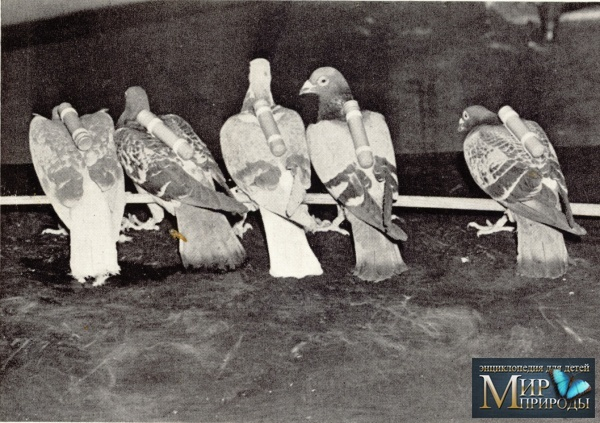 энциклопедия для детей
Мир
природы